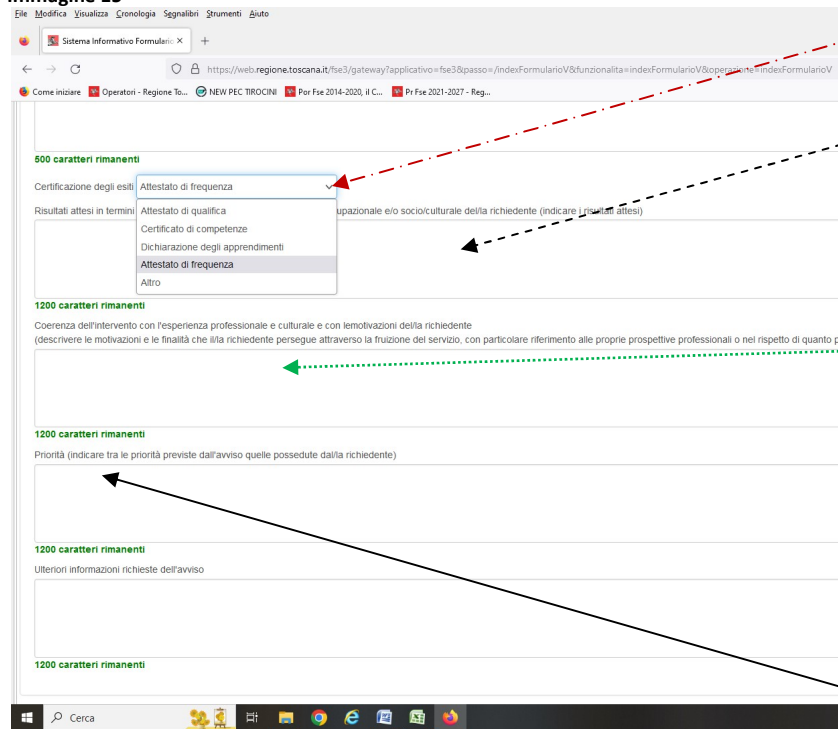 File Modifica Visualizza Cronologia Segnalibri Strumenti Aiuto
Sistema Informativo Formulario × +
https://web.regione.toscana.it/fse3/gateway?applicativo=fse3&passo=/indexFormularioV&funzionalita=indexFormularioV&operazione=indexFormularioV
Come iniziare Operatori - Regione To... NEW PEC TIROCINI Por Fse 2014-2020, il C... Pr Fse 2021-2027 - Reg...
500 caratteri rimanenti
Certificazione degli esiti Attestato di frequenza
Risultati attesi in termini upazionale e/o socio/culturale del/la richiedente (indicare i risultati attesi)
Attestato di qualifica
Certificato di competenze
Dichiarazione degli apprendimenti
Attestato di frequenza
Altro
1200 caratteri rimanenti
Coerenza dell'intervento con l'esperienza professionale e culturale e con lemotivazioni del/la richiedente
(descrivere le motivazioni e le finalità che il/la richiedente persegue attraverso la fruizione del servizio, con particolare riferimento alle proprie prospettive professionali o nel rispetto di quanto p
1200 caratteri rimanenti
Priorità (indicare tra le priorità previste dall'avviso quelle possedute dal/la richiedente)
1200 caratteri rimanenti
Ulteriori informazioni richieste dell'avviso
1200 caratteri rimanenti
Cerca